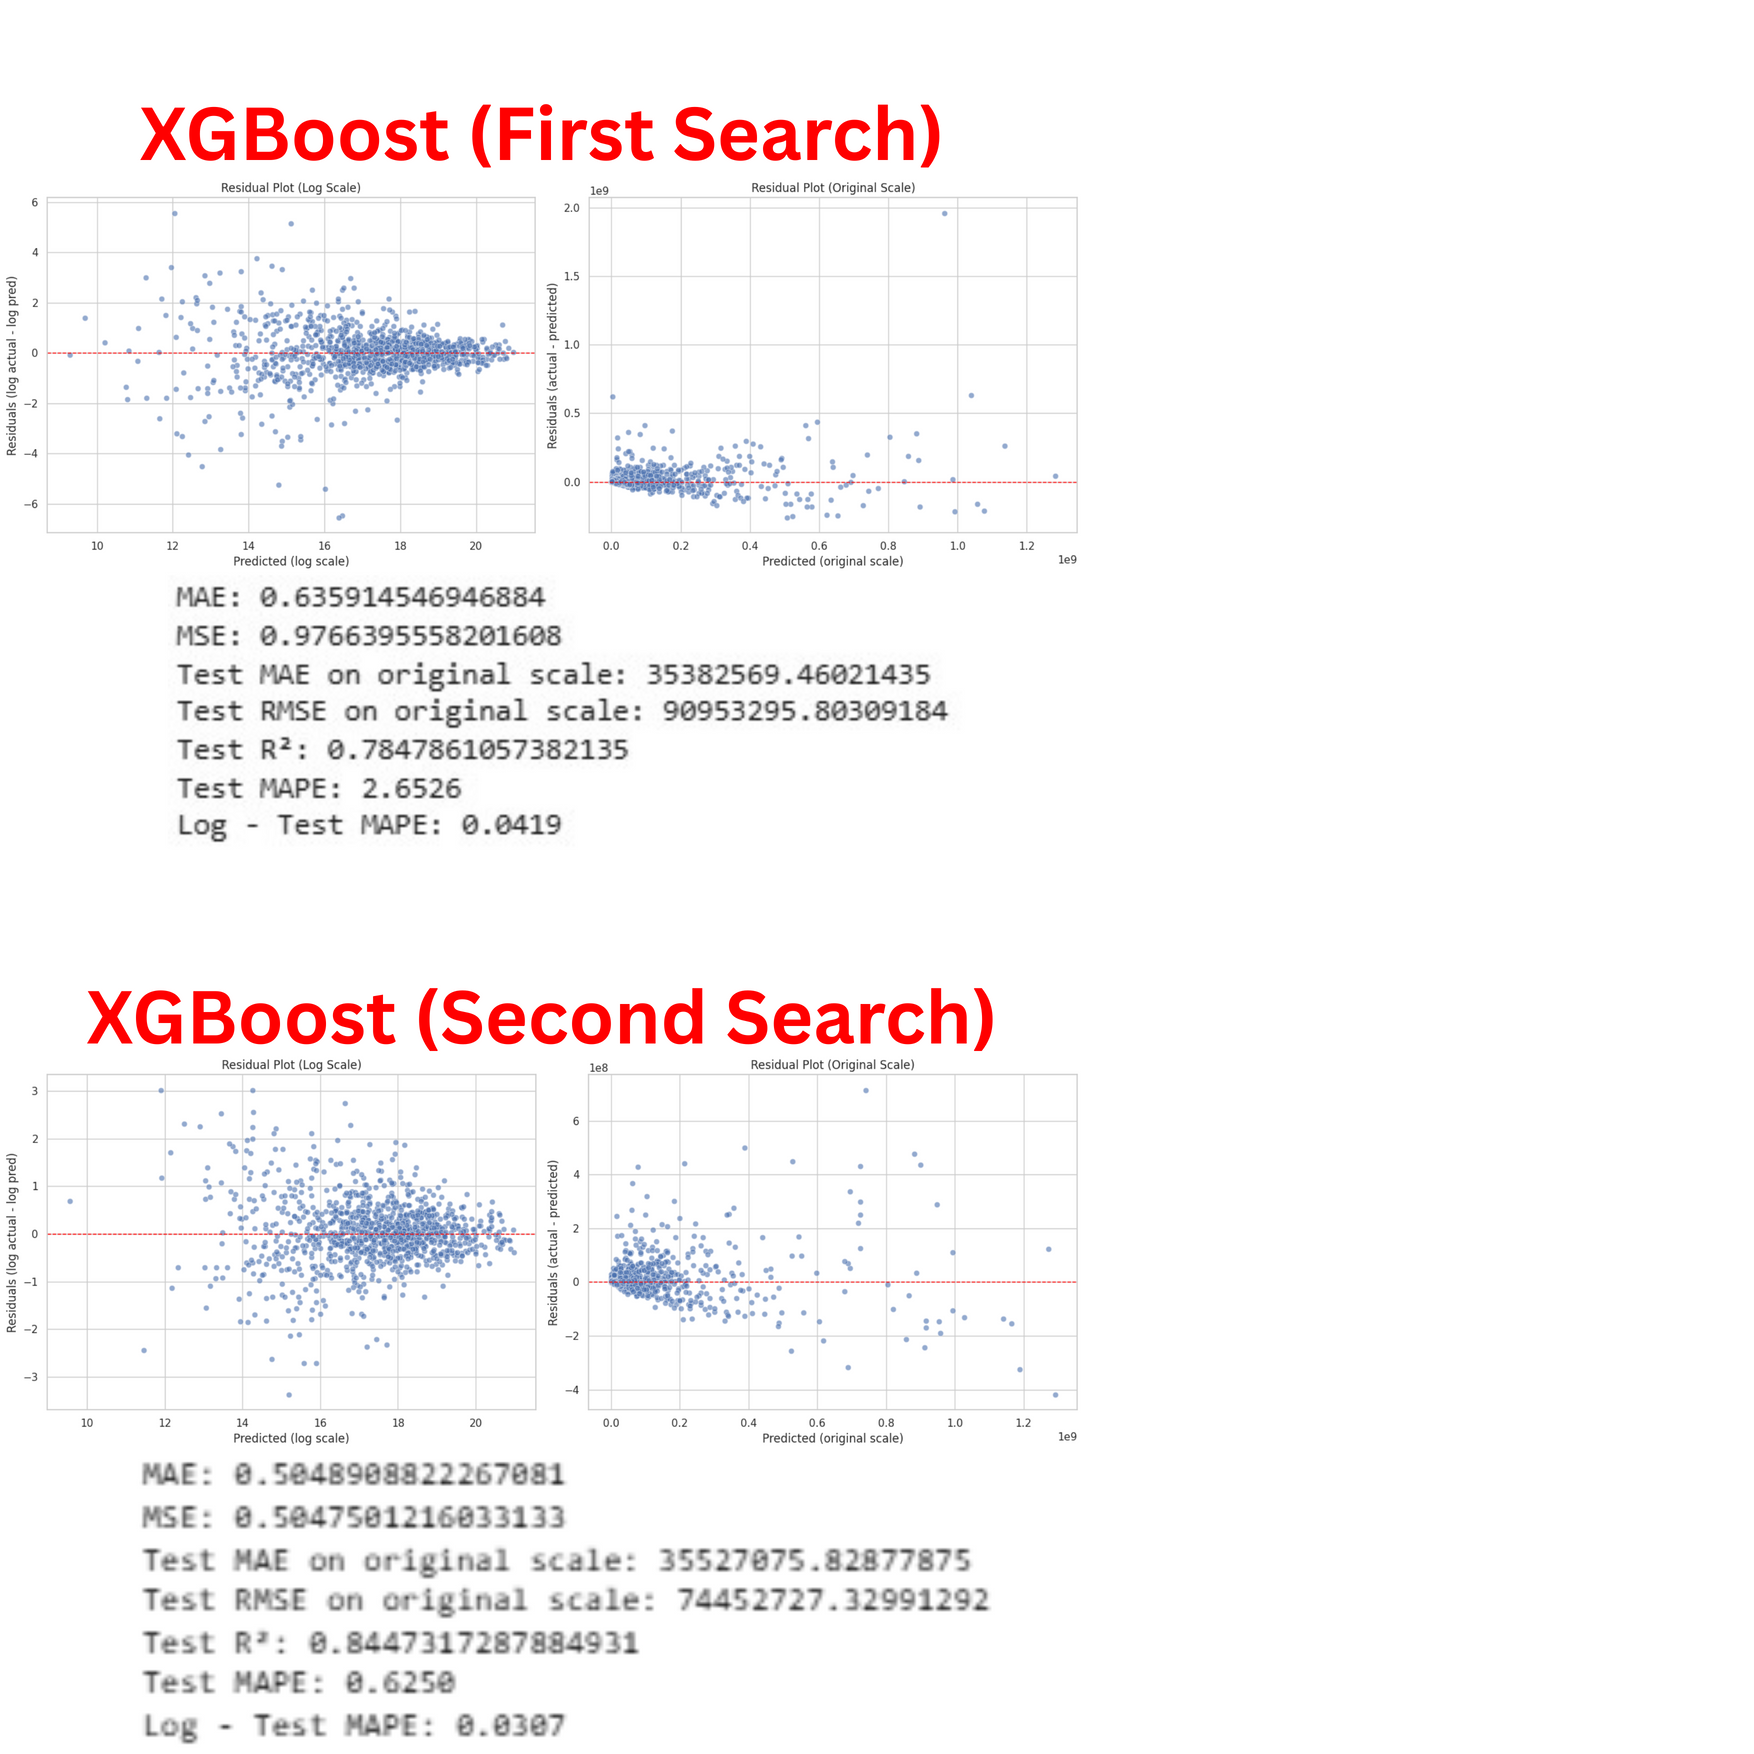 XGBoost (First Search)
Residual Plot (Log Scale)
Residuals (log actual - log pred)
6
4
2
0
−2
−4
−6
10 12 14 16 18 20
Predicted (log scale)
Residual Plot (Original Scale)
1e9
Residuals (actual - predicted)
2.0
1.5
1.0
0.5
0.0
0.0 0.2 0.4 0.6 0.8 1.0 1.2
Predicted (original scale)
1e9
MAE: 0.635914546946884
MSE: 0.9766395558201608
Test MAE on original scale: 35382569.46021435
Test RMSE on original scale: 90953295.80309184
Test R²: 0.7847861057382135
Test MAPE: 2.6526
Log - Test MAPE: 0.0419
XGBoost (Second Search)
Residual Plot (Log Scale)
Residuals (log actual - log pred)
3
2
1
0
−1
−2
−3
10 12 14 16 18 20
Predicted (log scale)
Residual Plot (Original Scale)
1e8
Residuals (actual - predicted)
6
4
2
0
−2
−4
0.0 0.2 0.4 0.6 0.8 1.0 1.2
Predicted (original scale)
1e9
MAE: 0.5048908822267081
MSE: 0.5047501216033133
Test MAE on original scale: 35527075.82877875
Test RMSE on original scale: 74452727.32991292
Test R²: 0.8447317287884931
Test MAPE: 0.6250
Log - Test MAPE: 0.0307